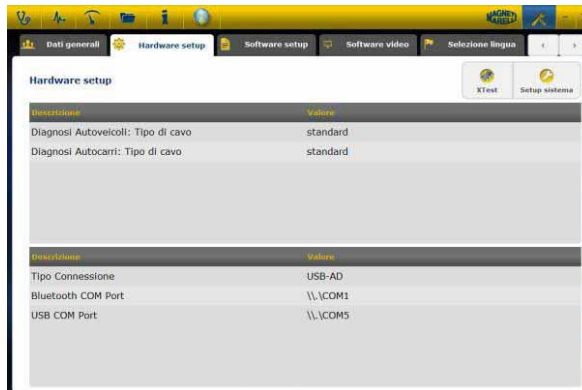 MAGNETI
MARELLI
Dati generali
Hardware setup
Software setup
Software video
Selezione lingua
Hardware setup
XTest
Setup sistema
Descrizione Valore
Diagnosi Autoveicoli: Tipo di cavo standard
Diagnosi Autocarri: Tipo di cavo standard
Descrizione Valore
Tipo Connessione USB-AD
Bluetooth COM Port \\.\COM1
USB COM Port \\.\COM5